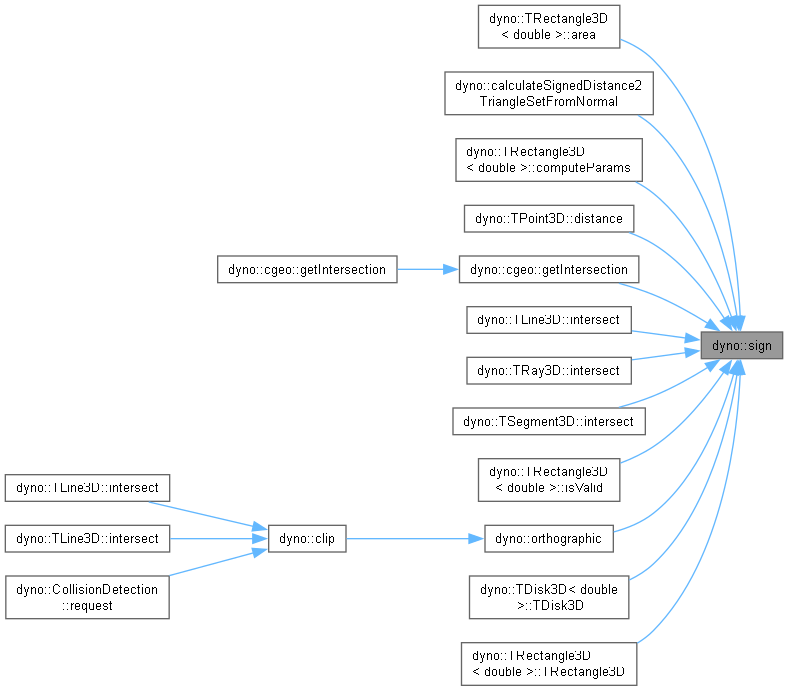 dyno::TRectangle3D
< double >::area
dyno::calculateSignedDistance2
TriangleSetFromNormal
dyno::TRectangle3D
< double >::computeParams
dyno::TPoint3D::distance
dyno::cgeo::getIntersection
dyno::cgeo::getIntersection
dyno::TLine3D::intersect
dyno::sign
dyno::TRay3D::intersect
dyno::TSegment3D::intersect
dyno::TRectangle3D
< double >::isValid
dyno::TLine3D::intersect
dyno::TLine3D::intersect
dyno::clip
dyno::orthographic
dyno::CollisionDetection
::request
dyno::TDisk3D< double
>::TDisk3D
dyno::TRectangle3D
< double >::TRectangle3D